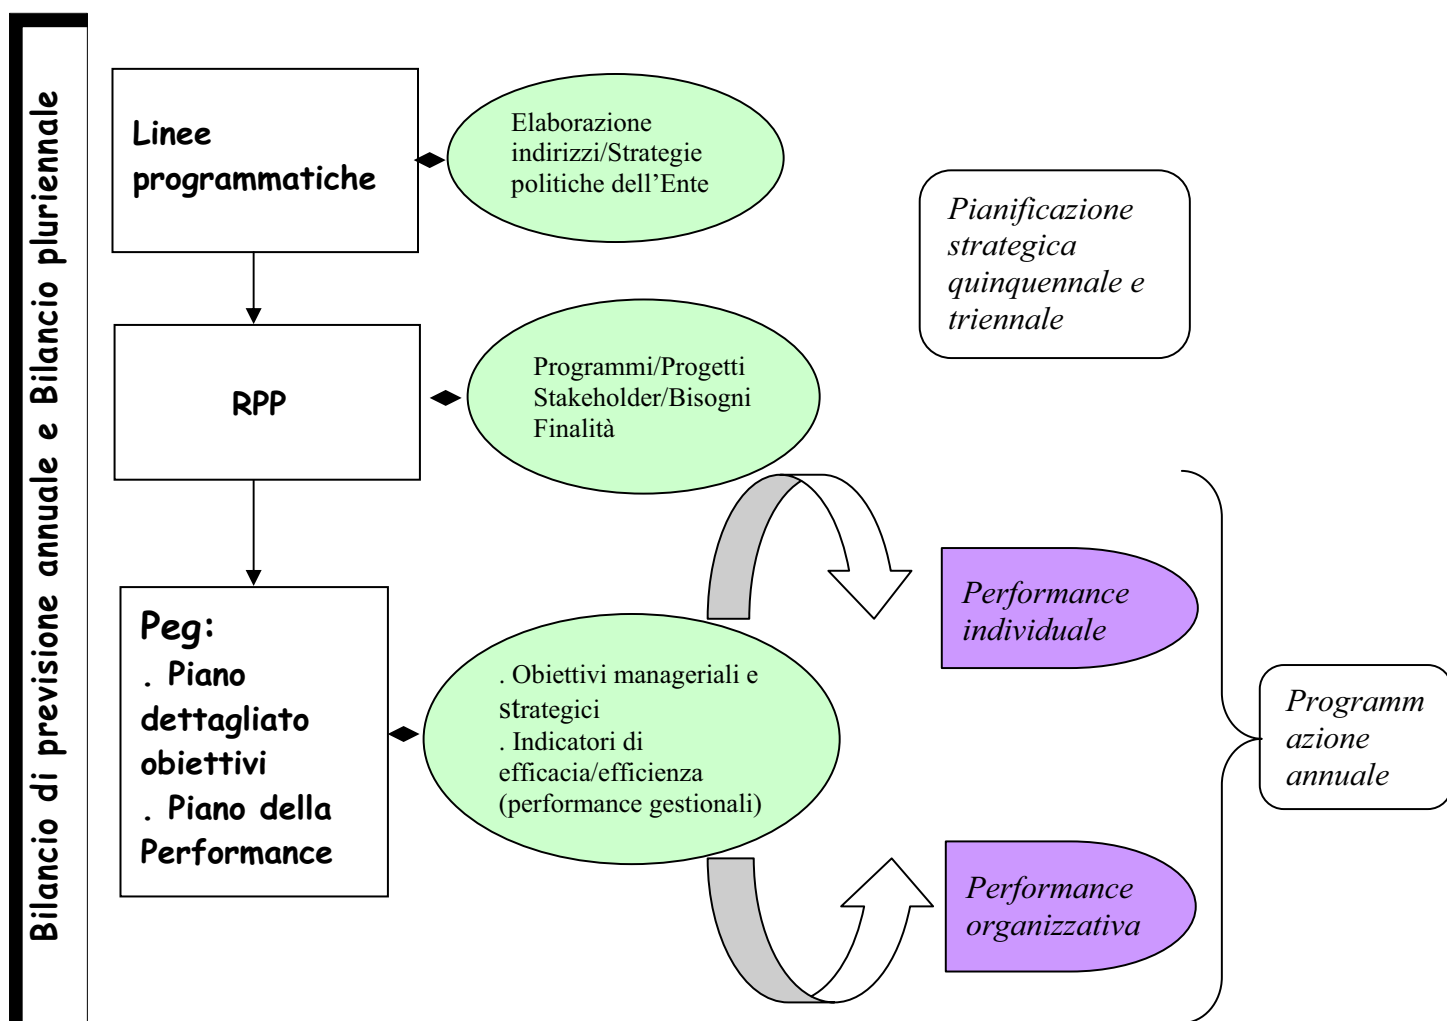 Bilancio di previsione annuale e Bilancio pluriennale
Linee
programmatiche
Elaborazione
indirizzi/Strategie
politiche dell’Ente
Pianificazione
strategica
quinquennale e
triennale
RPP
Programmi/Progetti
Stakeholder/Bisogni
Finalità
Peg:
. Piano
dettagliato
obiettivi
. Piano della
Performance
. Obiettivi manageriali e
strategici
. Indicatori di
efficacia/efficienza
(performance gestionali)
Performance
individuale
Performance
organizzativa
Programm
azione
annuale